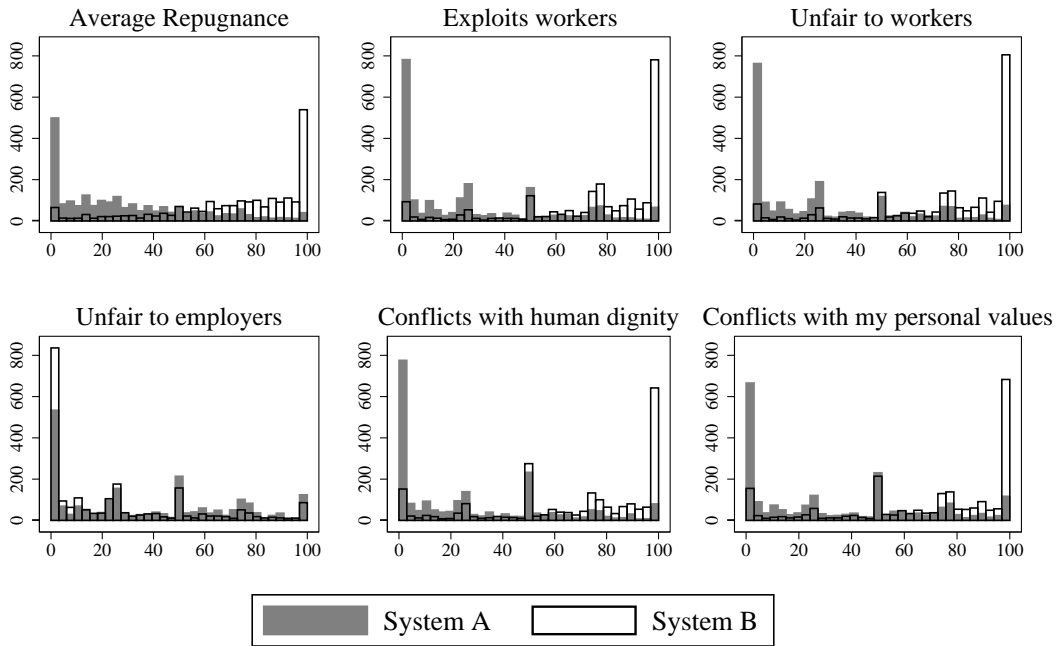 Average Repugnance
Exploits workers
Unfair to workers
0 200 400 600 800
0 20 40 60 80 100
0 200 400 600 800
0 20 40 60 80 100
0 200 400 600 800
0 20 40 60 80 100
Unfair to employers
Conflicts with human dignity
Conflicts with my personal values
0 200 400 600 800
0 20 40 60 80 100
0 200 400 600 800
0 20 40 60 80 100
0 200 400 600 800
0 20 40 60 80 100
System A
System B